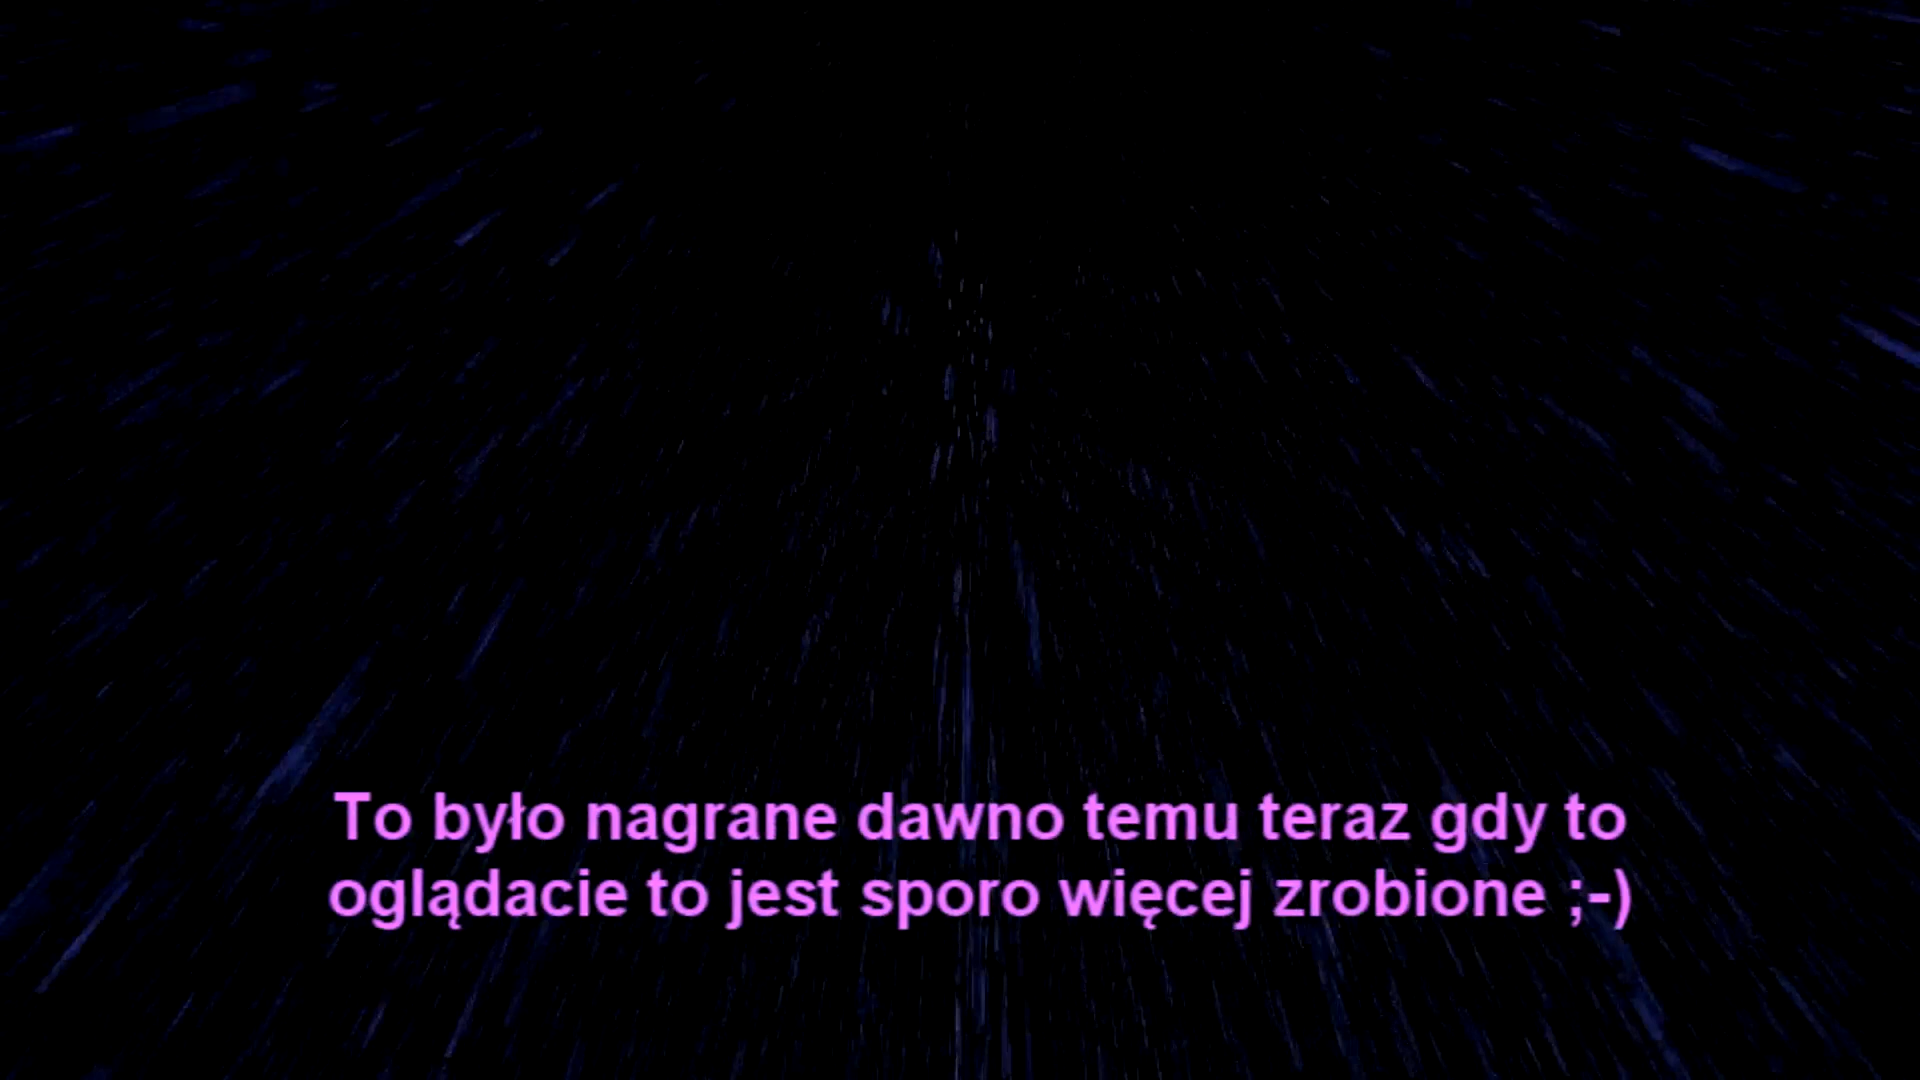 To było nagrane dawno temu teraz gdy to
oglądacie to jest sporo więcej zrobione ;-)